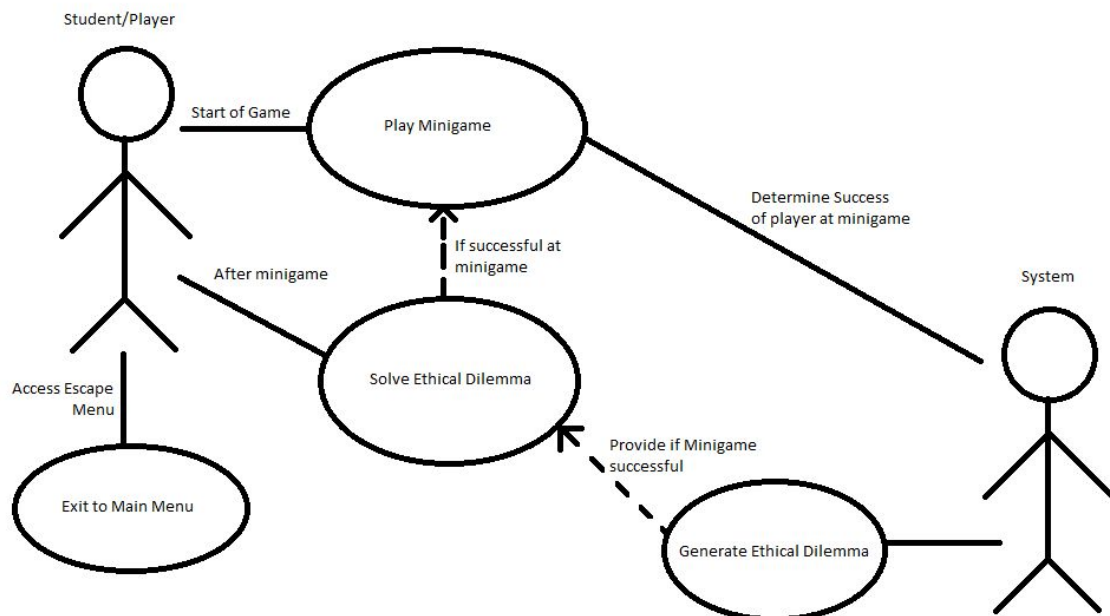 Student/Player
Start of Game
Play Minigame
Determine Success
of player at minigame
If successful at
minigame
After minigame
System
Solve Ethical Dilemma
Access Escape
Menu
Provide if Minigame
successful
Exit to Main Menu
Generate Ethical Dilemma